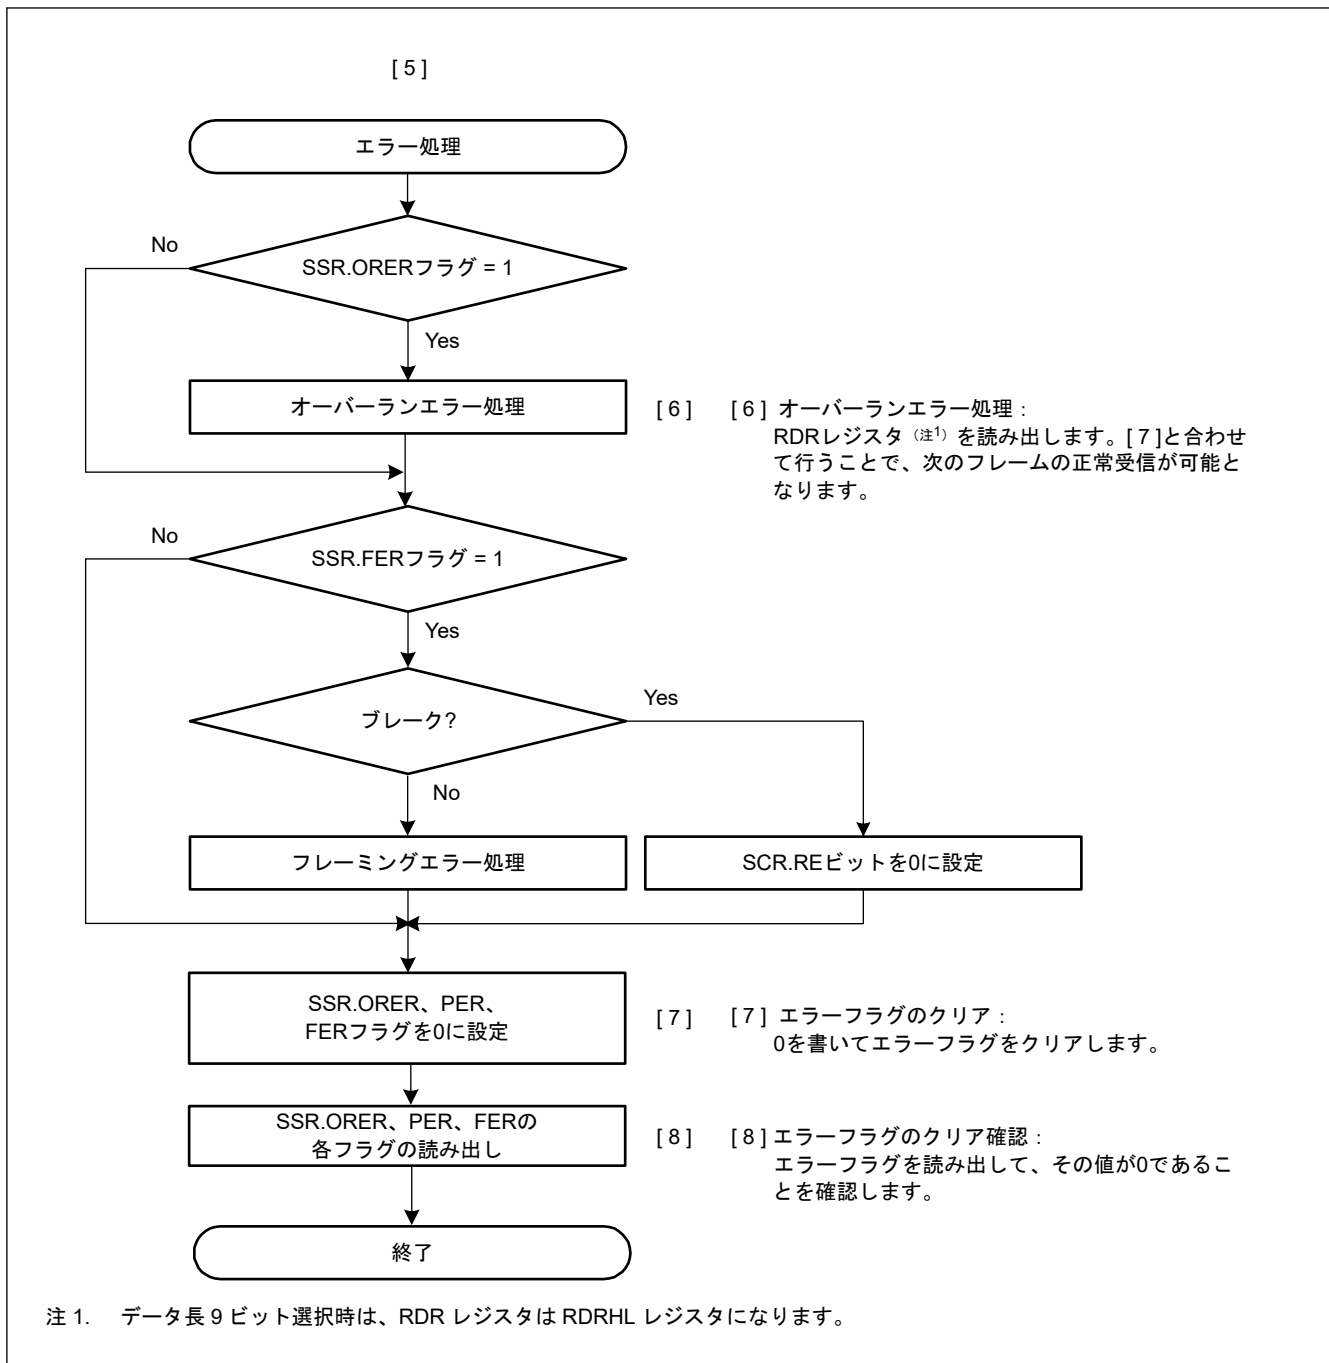 [ 5 ]
エラー処理
No
SSR.ORERフラグ = 1
Yes
オーバーランエラー処理
[ 6 ]
[ 6 ] オーバーランエラー処理：
RDRレジスタ（注1）を読み出します。[ 7 ]と合わせ
て行うことで、次のフレームの正常受信が可能と
なります。
No
SSR.FERフラグ = 1
Yes
ブレーク?
Yes
No
フレーミングエラー処理
SCR.REビットを0に設定
SSR.ORER、PER、
FERフラグを0に設定
[ 7 ]
[ 7 ] エラーフラグのクリア：
0を書いてエラーフラグをクリアします。
SSR.ORER、PER、FERの
各フラグの読み出し
[ 8 ]
[ 8 ] エラーフラグのクリア確認：
エラーフラグを読み出して、その値が0であるこ
とを確認します。
終了
注 1. データ長 9 ビット選択時は、RDR レジスタは RDRHL レジスタになります。